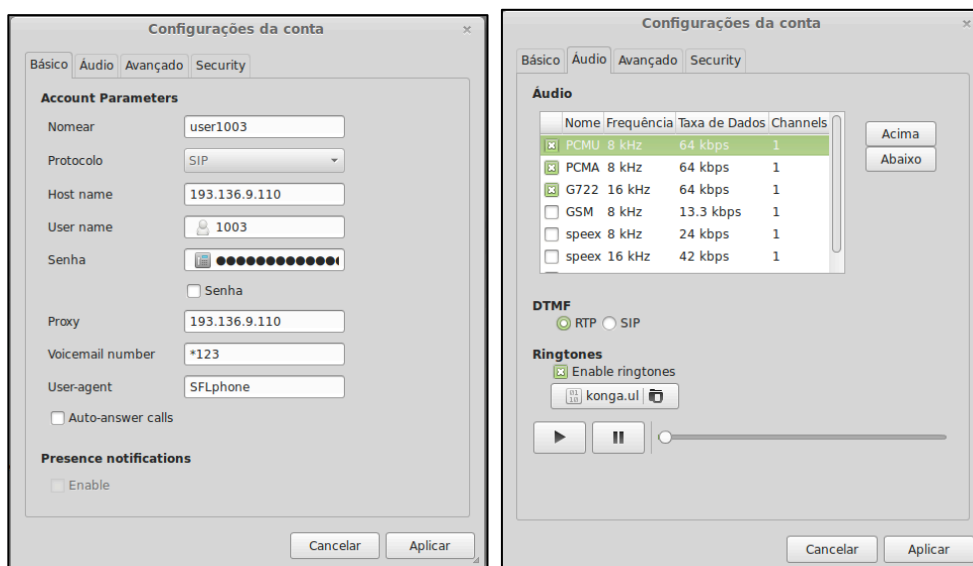 Configurações da conta
Básico Áudio Avançado Security
Account Parameters
Nomear user1003
Protocolo SIP
Host name 193.136.9.110
User name 1003
Senha ●●●●●●●●●●●●●
Senha
Proxy 193.136.9.110
Voicemail number *123
User-agent SFLphone
Auto-answer calls
Presence notifications
Enable
Cancelar Aplicar
Configurações da conta
Básico Áudio Avançado Security
Áudio
Nome Frequência Taxa de Dados Channels
PCMU 8 kHz 64 kbps 1
PCMA 8 kHz 64 kbps 1
G722 16 kHz 64 kbps 1
GSM 8 kHz 13.3 kbps 1
speex 8 kHz 24 kbps 1
speex 16 kHz 42 kbps 1
Acima
Abaixo
DTMF
RTP SIP
Ringtones
Enable ringtones
konga.ul
Cancelar Aplicar